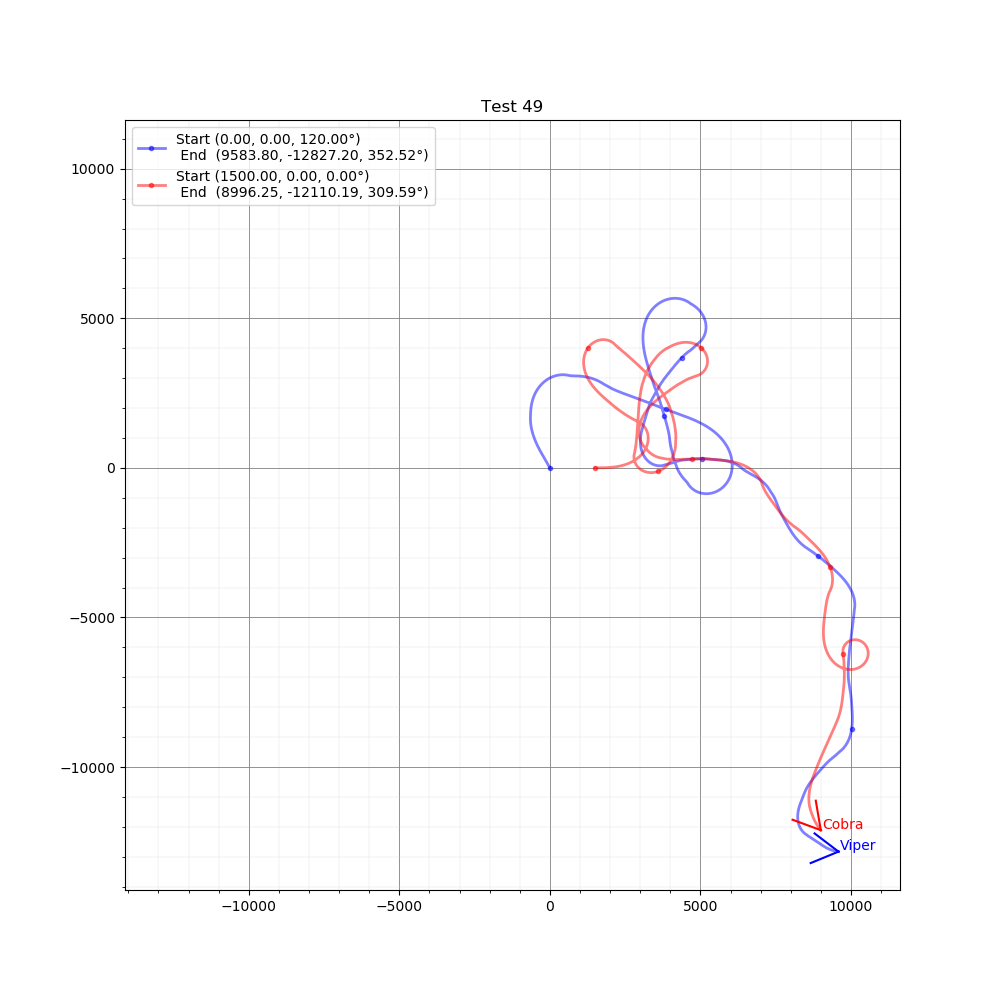 Test 49
Start (0.00, 0.00, 120.00°)
End  (9583.80, -12827.20, 352.52°)
Start (1500.00, 0.00, 0.00°)
End  (8996.25, -12110.19, 309.59°)
10000
5000
0
−5000
−10000
Cobra
Viper
−10000 −5000 0 5000 10000